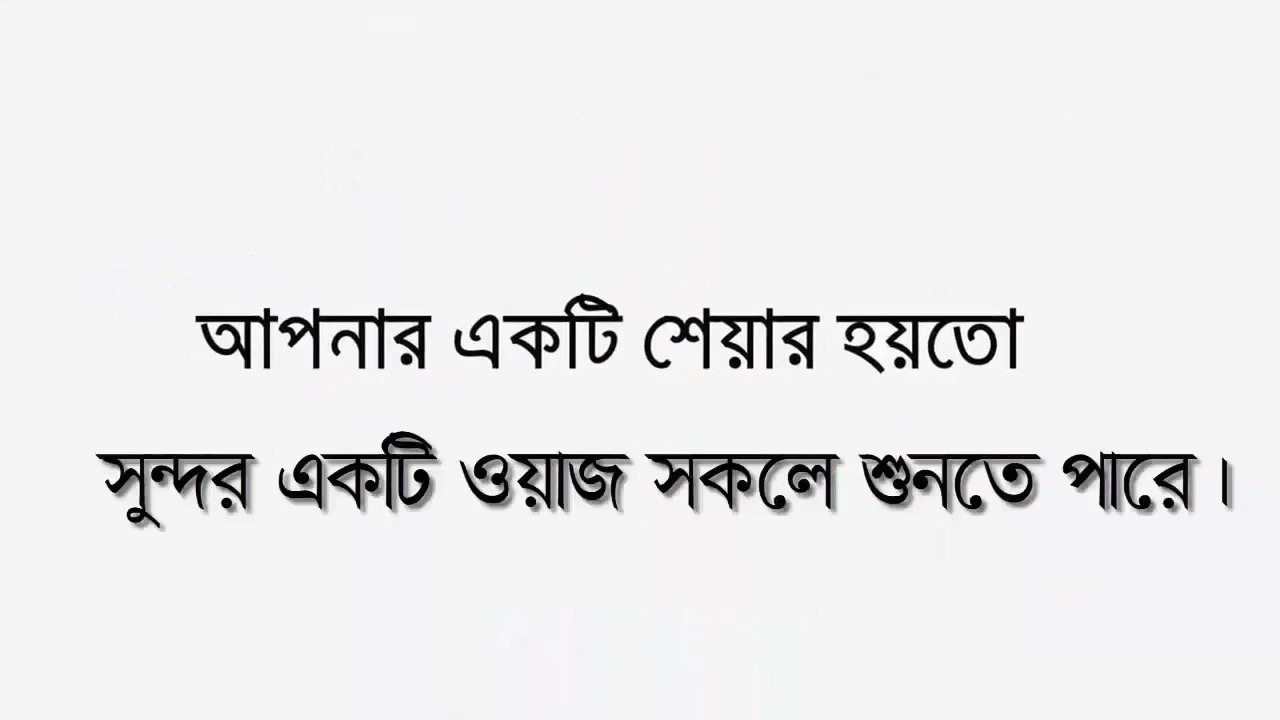 আপনার একটি শেয়ার হয়তো
সুন্দর একটি ওয়াজ সকলে শুনতে পারে।